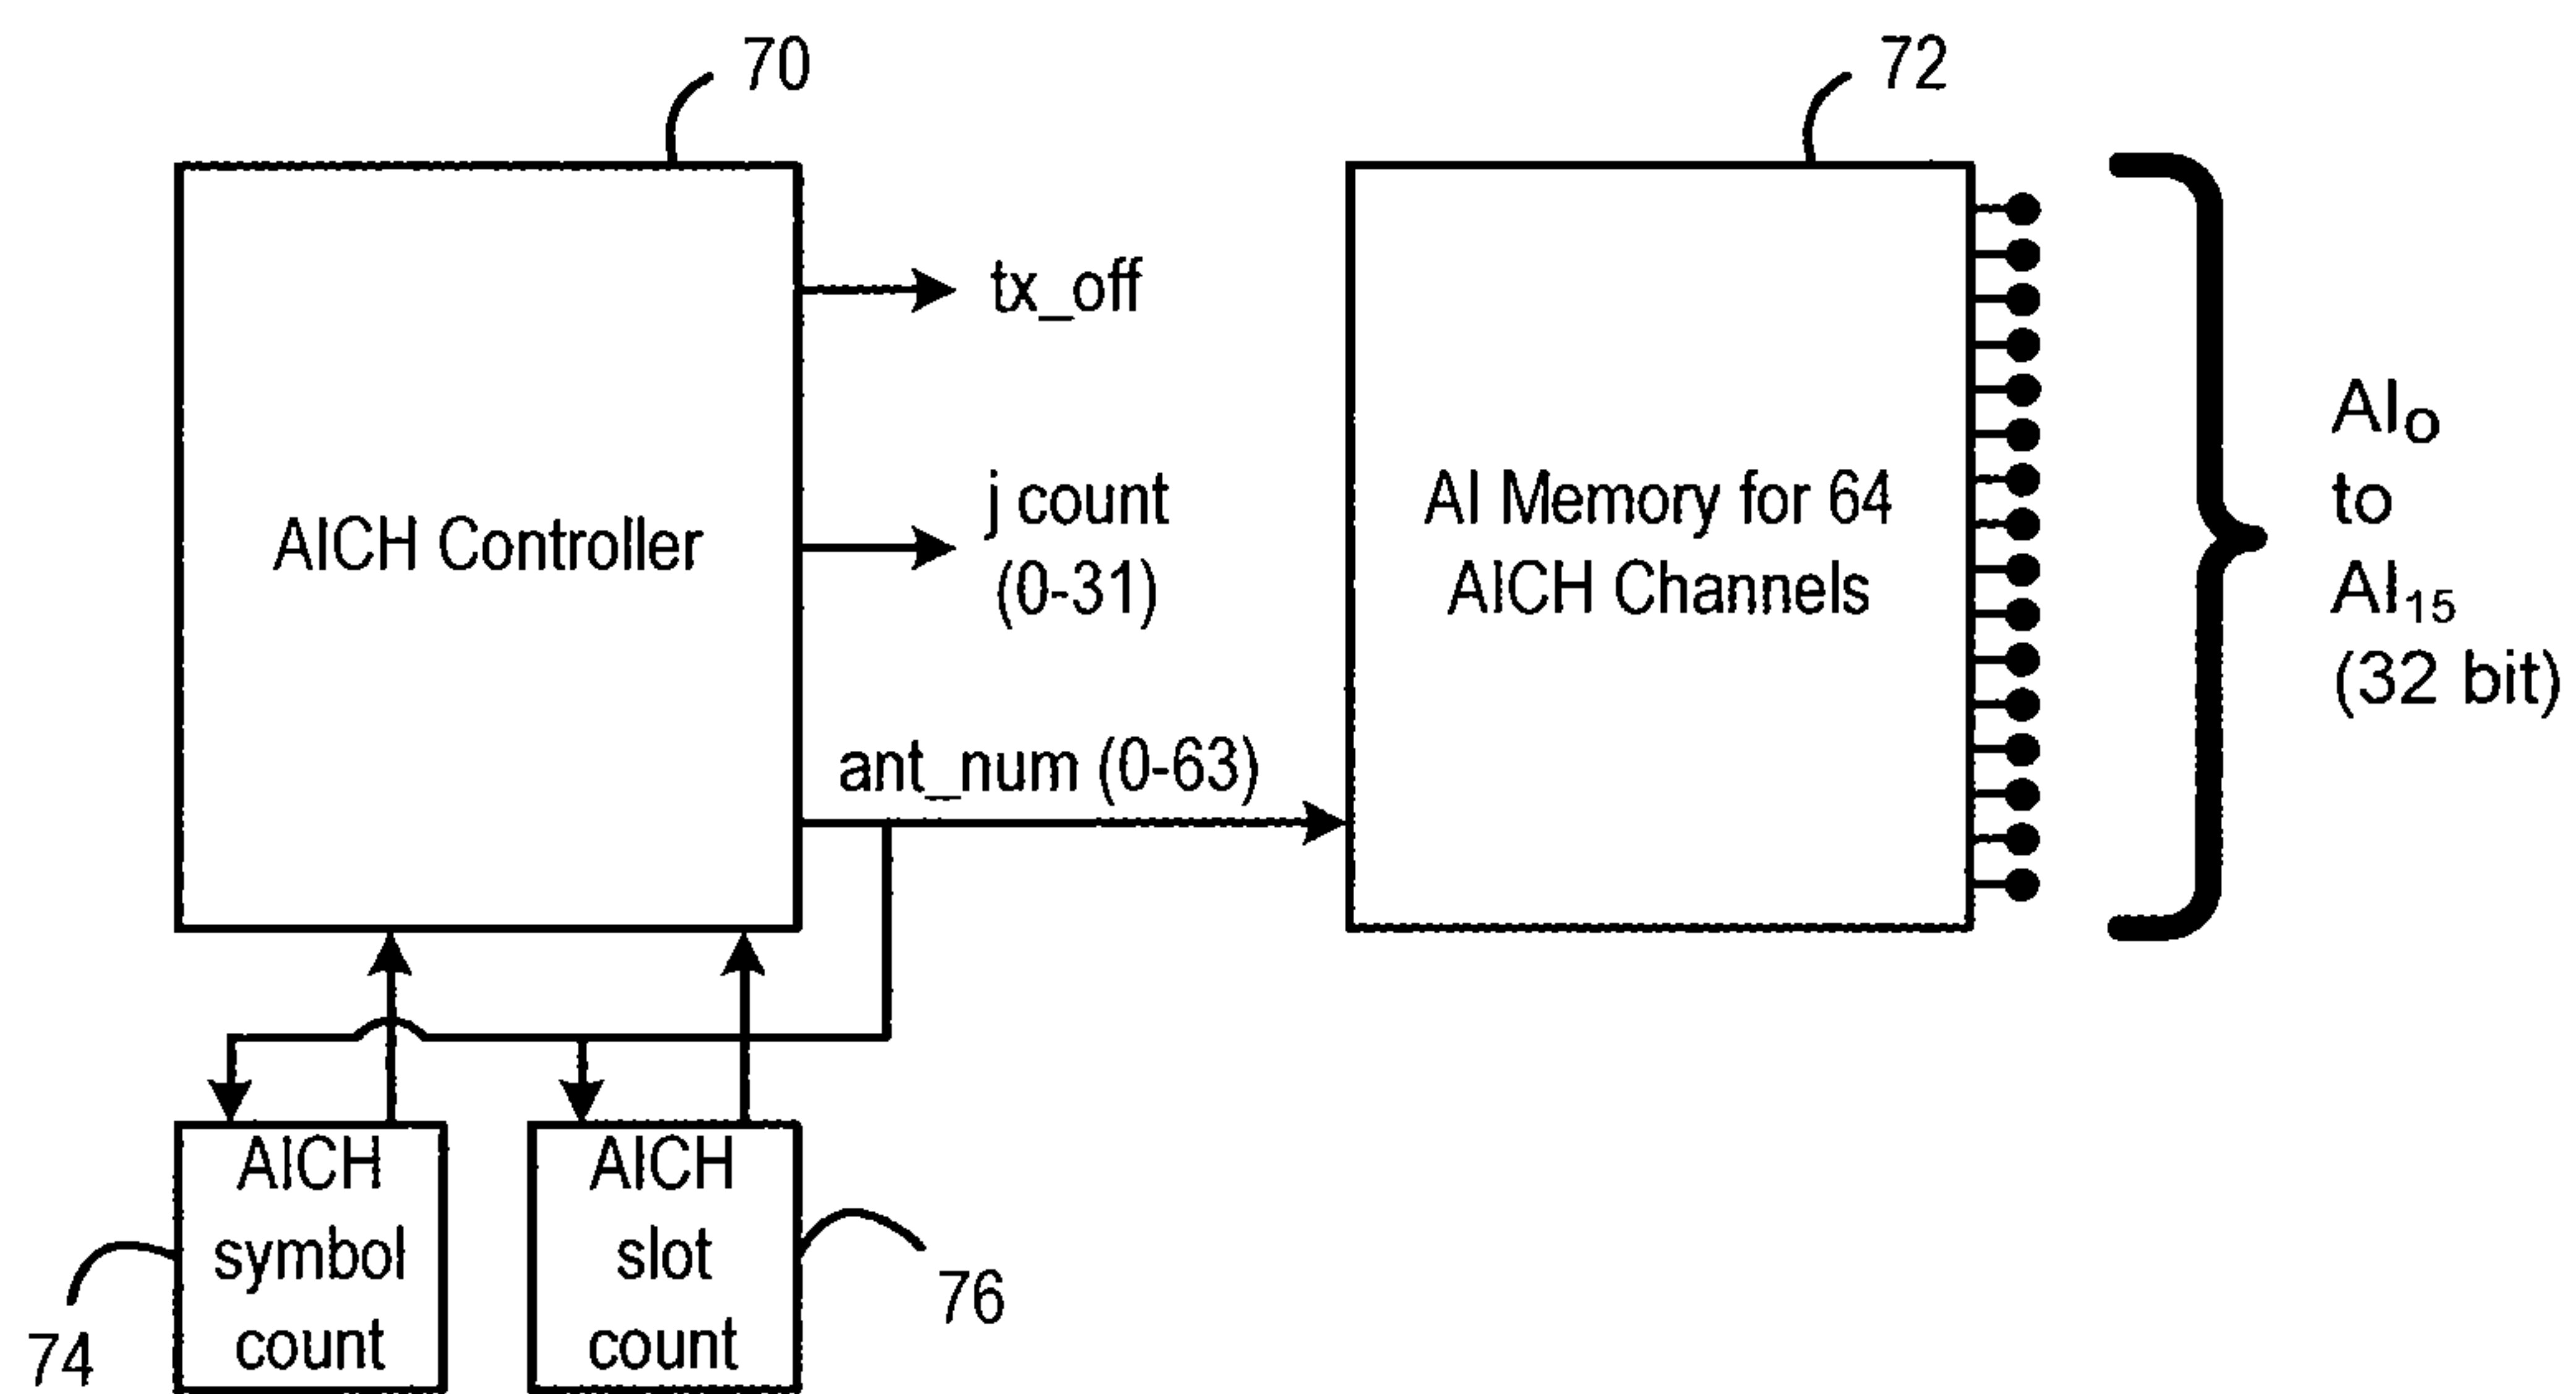 70
72
AICH Controller
tx_off
j count
(0-31)
ant_num (0-63)
AI Memory for 64
AICH Channels
AIO
to
AI15
(32 bit)
AICH
symbol
count
AICH
slot
count
74
76